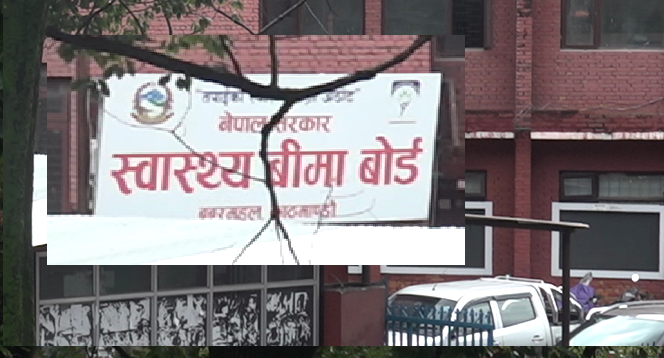 नेपाल सरकार
स्वास्थ्य बीमा बोर्ड
बबरमहल, काठमाण्डौ